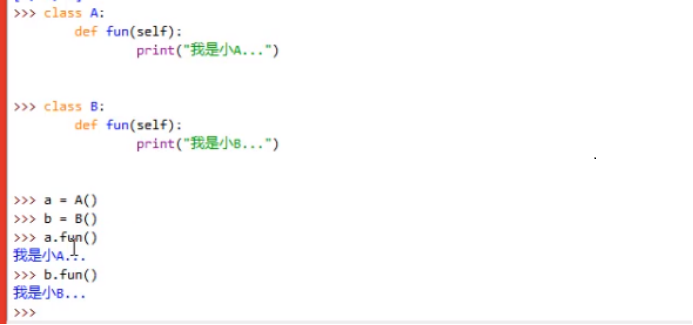 >>> class A:
        def fun(self):
                print("我是小A...")
>>> class B:
        def fun(self):
                print("我是小B...")
>>> a = A()
>>> b = B()
>>> a.fun()
我是小A...
>>> b.fun()
我是小B...
>>>